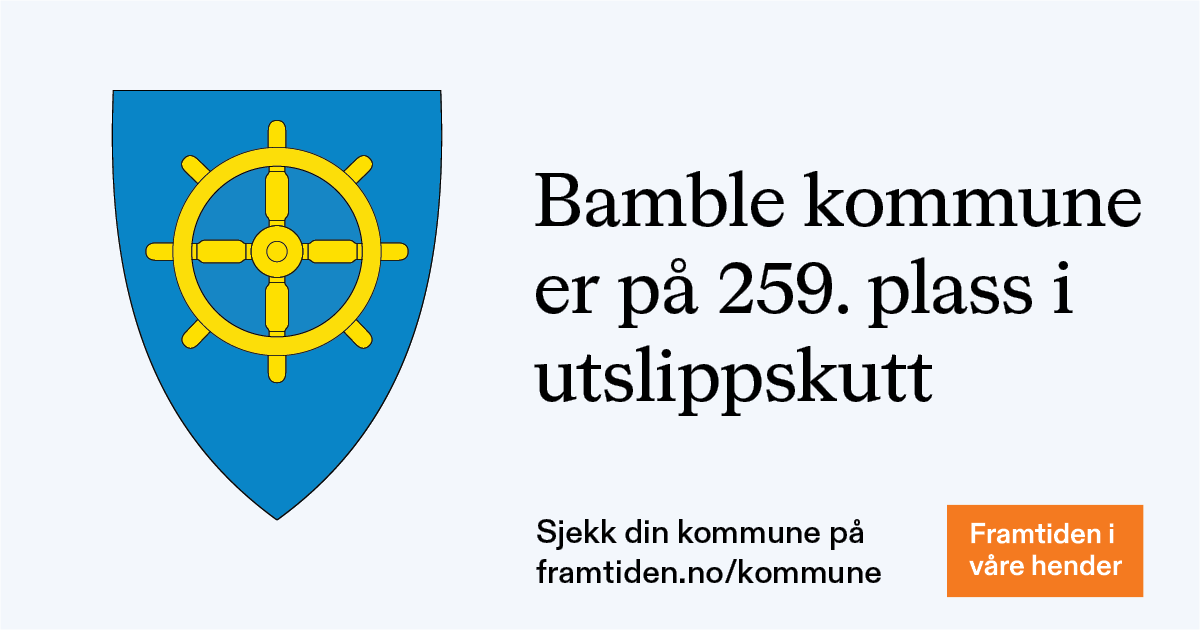 Bamble kommune
er på 259. plass i
utslippskutt
Sjekk din kommune på
framtiden.no/kommune
Framtiden i
våre hender